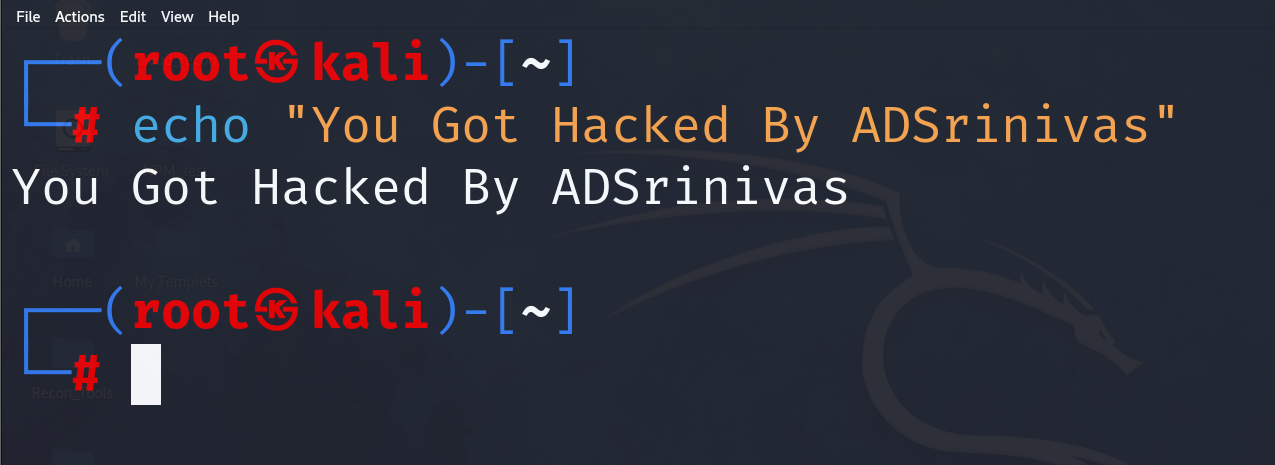 File Actions Edit View Help
┌──(root㉿kali)-[~]
└─# echo "You Got Hacked By ADSrinivas"
You Got Hacked By ADSrinivas
Home My Templets
┌──(root㉿kali)-[~]
└─#
Recon_Tools